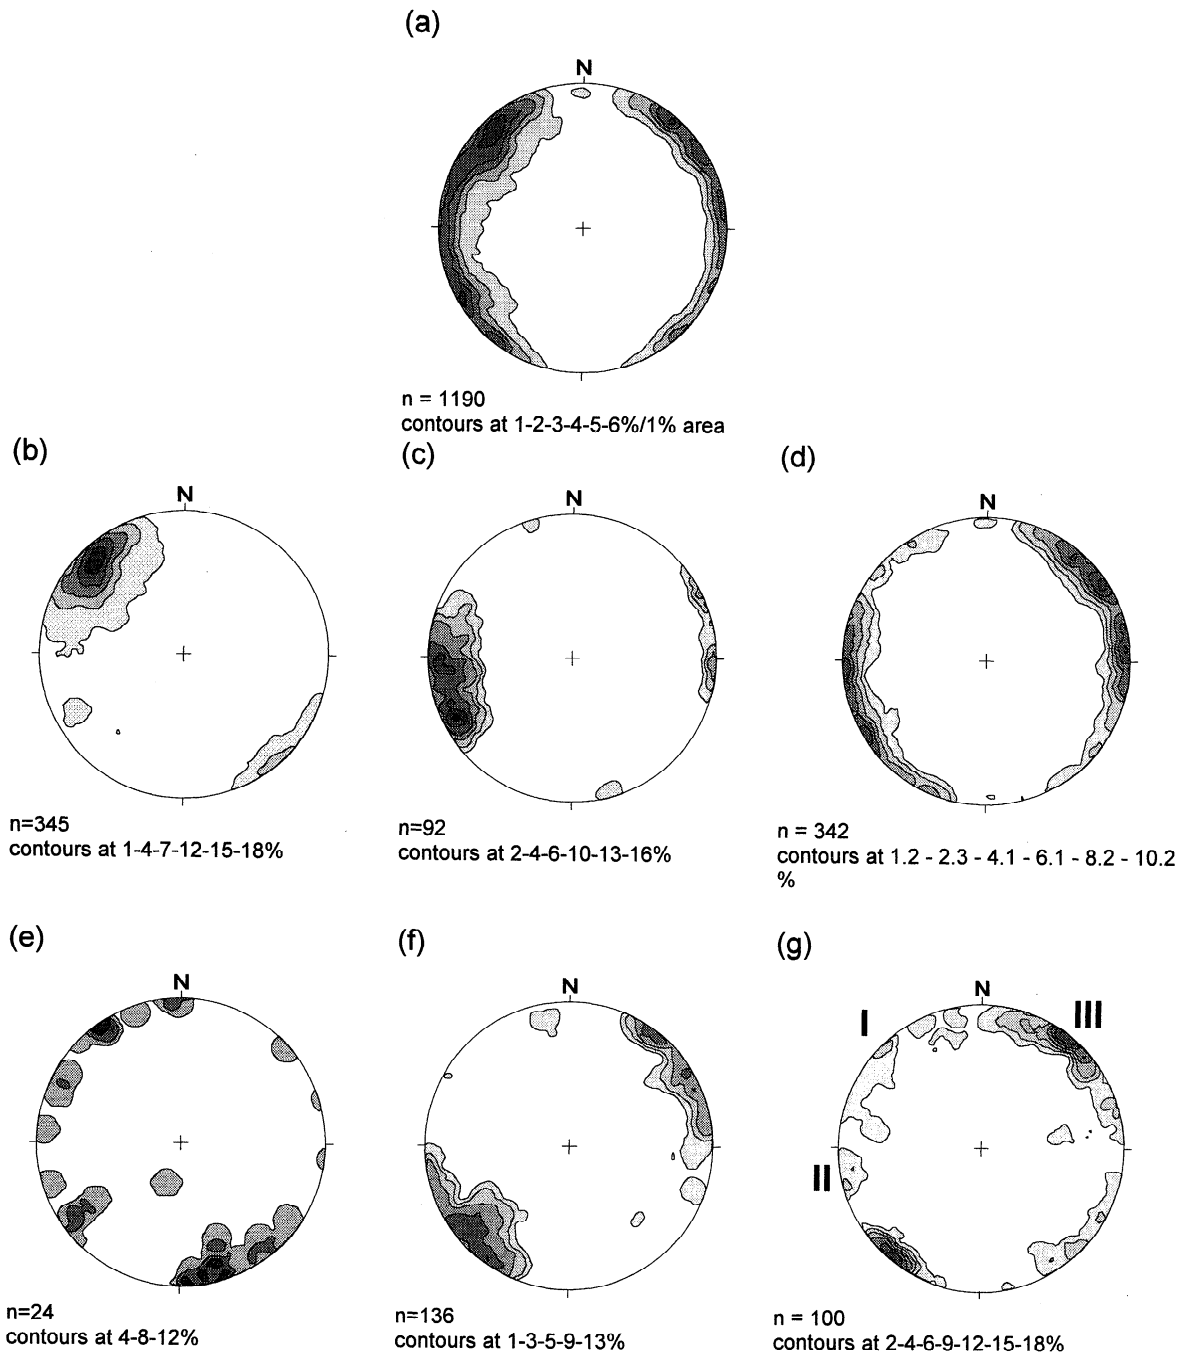 (a)
N
n = 1190
contours at 1-2-3-4-5-6%/1% area
(b)
(c)
(d)
N
N
N
n=345
contours at 1-4-7-12-15-18%
n=92
contours at 2-4-6-10-13-16%
n = 342
contours at 1.2 - 2.3 - 4.1 - 6.1 - 8.2 - 10.2
%
(e)
(f)
(g)
N
N
N
I
III
II
n=24
contours at 4-8-12%
n=136
contours at 1-3-5-9-13%
n = 100
contours at 2-4-6-9-12-15-18%